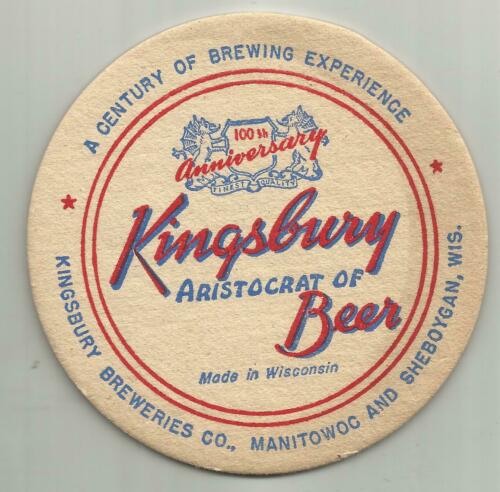 A CENTURY OF BREWING EXPERIENCE
100th
Anniversary
FINEST QUALITY
Kingsbury
ARISTOCRAT OF
Beer
Made in Wisconsin
KINGSBURY BREWERIES CO., MANITOWOC AND SHEBOYGAN, WIS.